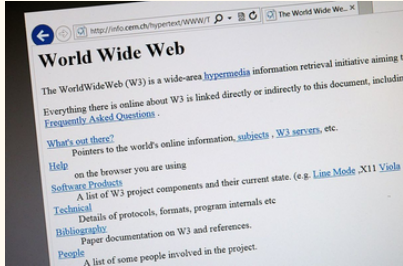 http://info.cern.ch/hypertext/WWW/T
The World Wide We... ×
World Wide Web
The WorldWideWeb (W3) is a wide-area hypermedia information retrieval initiative aiming
Everything there is online about W3 is linked directly or indirectly to this document, includin
Frequently Asked Questions .
What's out there?
Pointers to the world's online information, subjects , W3 servers, etc.
Help
on the browser you are using
Software Products
A list of W3 project components and their current state. (e.g. Line Mode ,X11 Viola
Technical
Details of protocols, formats, program internals etc
Bibliography
Paper documentation on W3 and references.
People
A list of some people involved in the project.